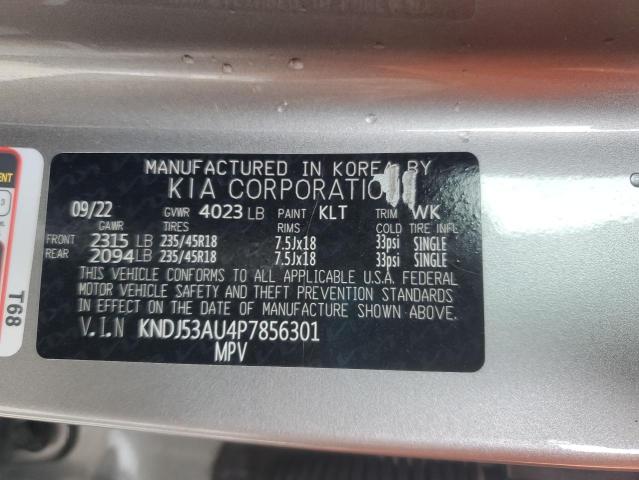 MANUFACTURED IN KOREA BY
KIA CORPORATION
09/22 GVWR 4023 LB PAINT KLT TRIM WK
GAWR TIRES RIMS COLD TIRE INFL
FRONT 2315 LB 235/45R18 7.5Jx18 33psi SINGLE
REAR 2094 LB 235/45R18 7.5Jx18 33psi SINGLE
THIS VEHICLE CONFORMS TO ALL APPLICABLE U.S.A. FEDERAL
MOTOR VEHICLE SAFETY, BUMPER, AND THEFT PREVENTION STANDARDS
IN EFFECT ON THE DATE OF MANUFACTURE SHOWN ABOVE.
V.I.N KNDJ53AU4P7856301
MPV
T68